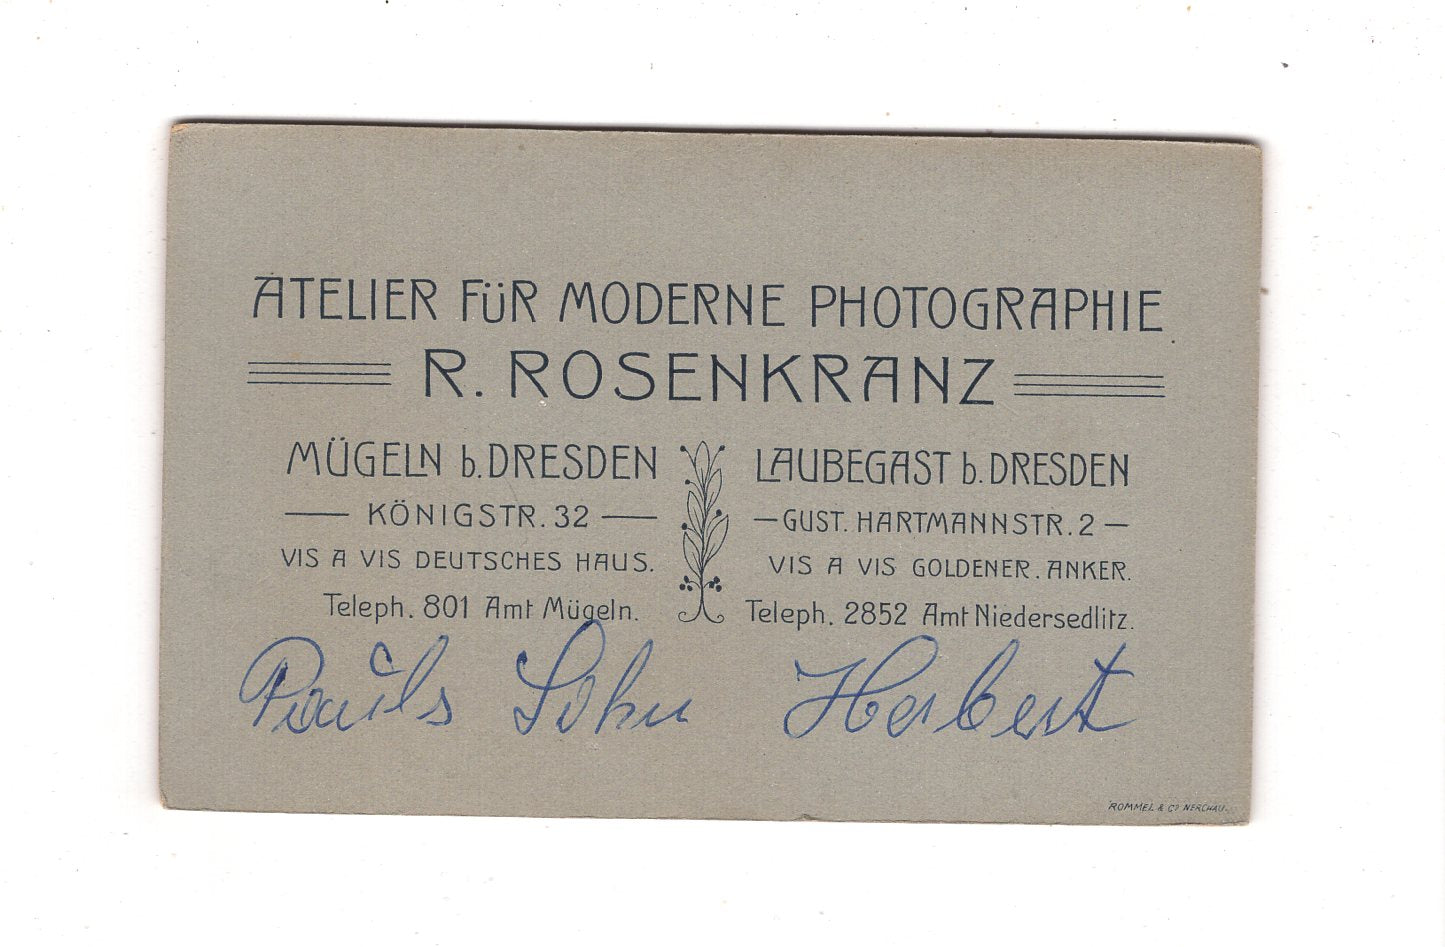 ATELIER FÜR MODERNE PHOTOGRAPHIE
R. ROSENKRANZ
MÜGELN b. DRESDEN
KÖNIGSTR. 32
VIS A VIS DEUTSCHES HAUS.
Teleph. 801 Amt Mügeln.
LAUBEGAST b. DRESDEN
GUST. HARTMANNSTR. 2
VIS A VIS GOLDENER. ANKER.
Teleph. 2852 Amt Niedersedlitz.
Pauls Sohn Herbert
ROMMEL & Co NERCHAU.